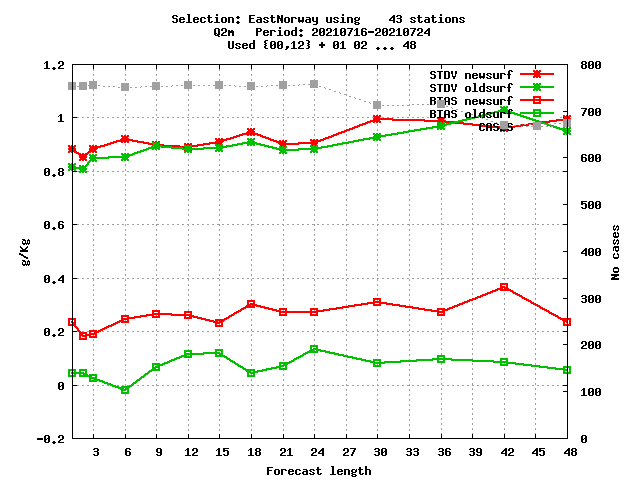 Selection: EastNorway using    43 stations
Q2m   Period: 20210716-20210724
Used {00,12} + 01 02 ... 48
g/Kg
1,2
1
0,8
0,6
0,4
0,2
0
-0,2
STDV newsurf
STDV oldsurf
BIAS newsurf
BIAS oldsurf
CASES
800
700
600
500
400
300
200
100
0
No cases
3 6 9 12 15 18 21 24 27 30 33 36 39 42 45 48
Forecast length